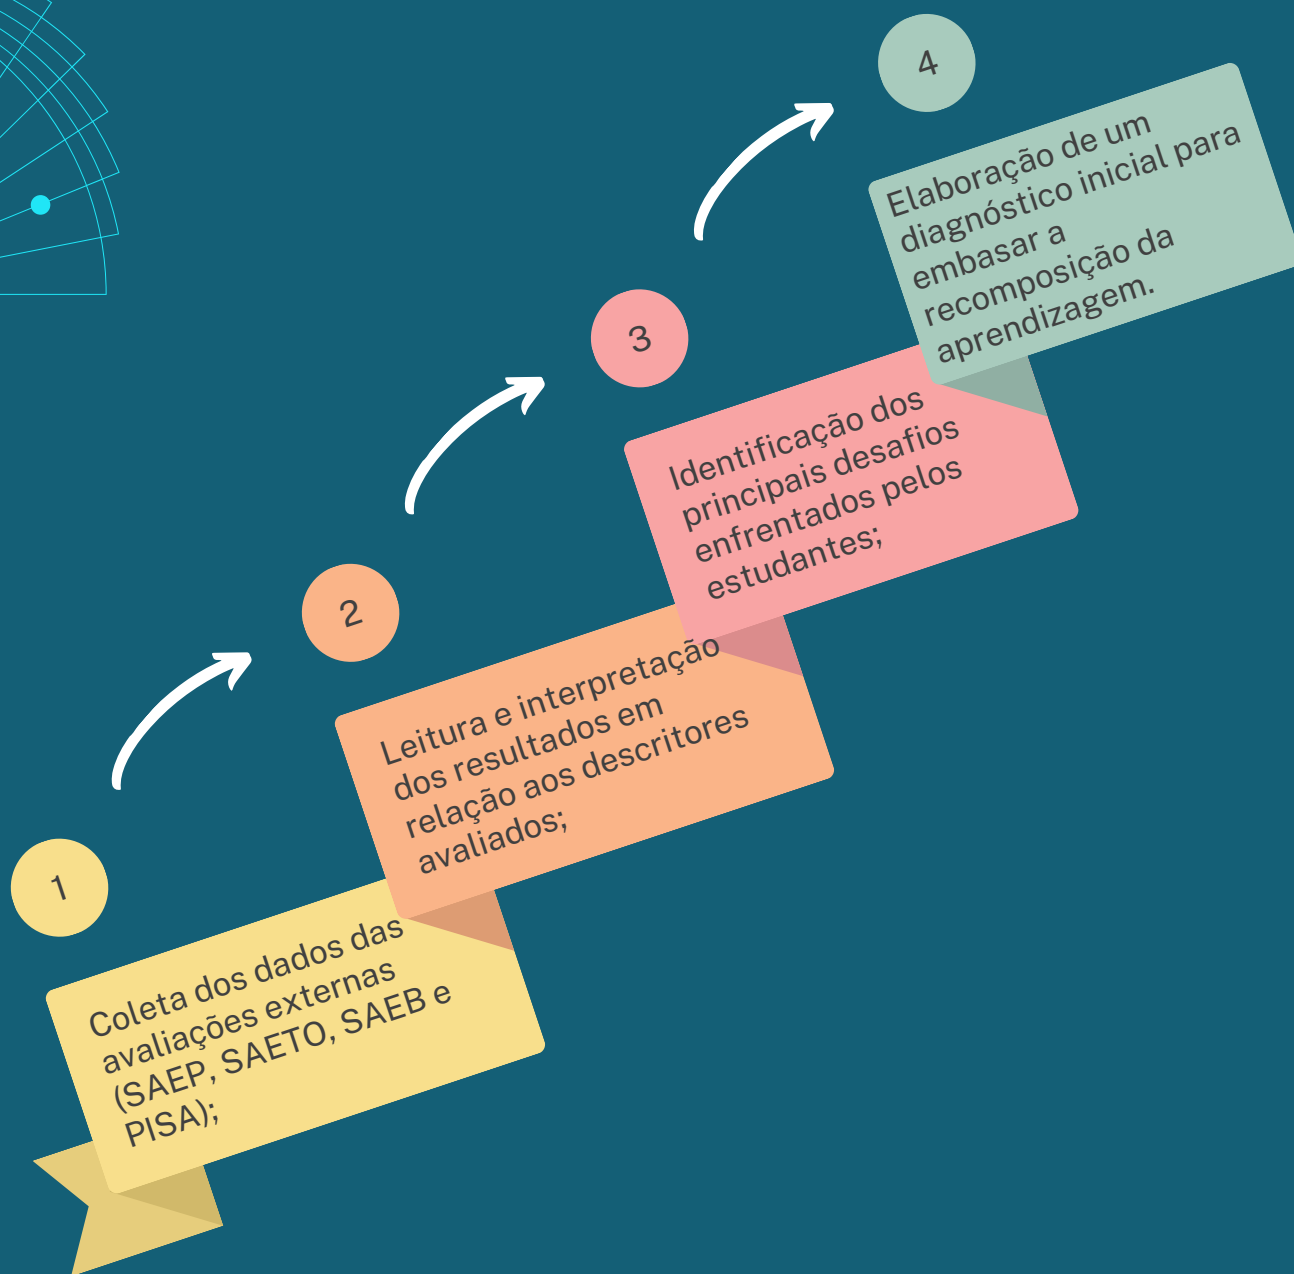 1
Coleta dos dados das
avaliações externas
(SAEP, SAETO, SAEB e
PISA);
2
Leitura e interpretação
dos resultados em
relação aos descritores
avaliados;
3
Identificação dos
principais desafios
enfrentados pelos
estudantes;
4
Elaboração de um
diagnóstico inicial para
embasar a
recomposição da
aprendizagem.